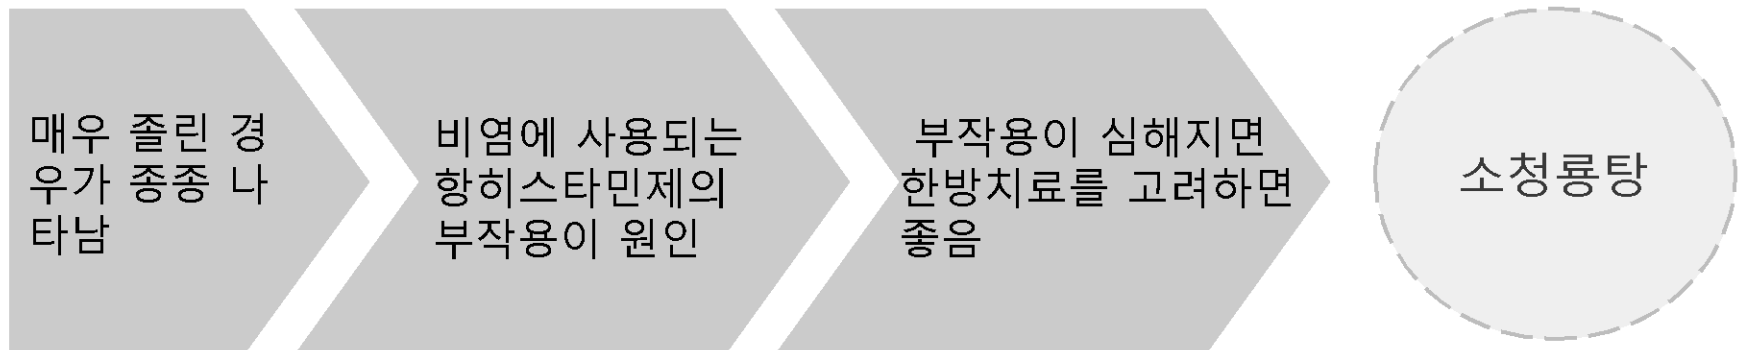 매우 졸린 경
우가 종종 나
타남
비염에 사용되는
항히스타민제의
부작용이 원인
부작용이 심해지면
한방치료를 고려하면
좋음
소청룡탕